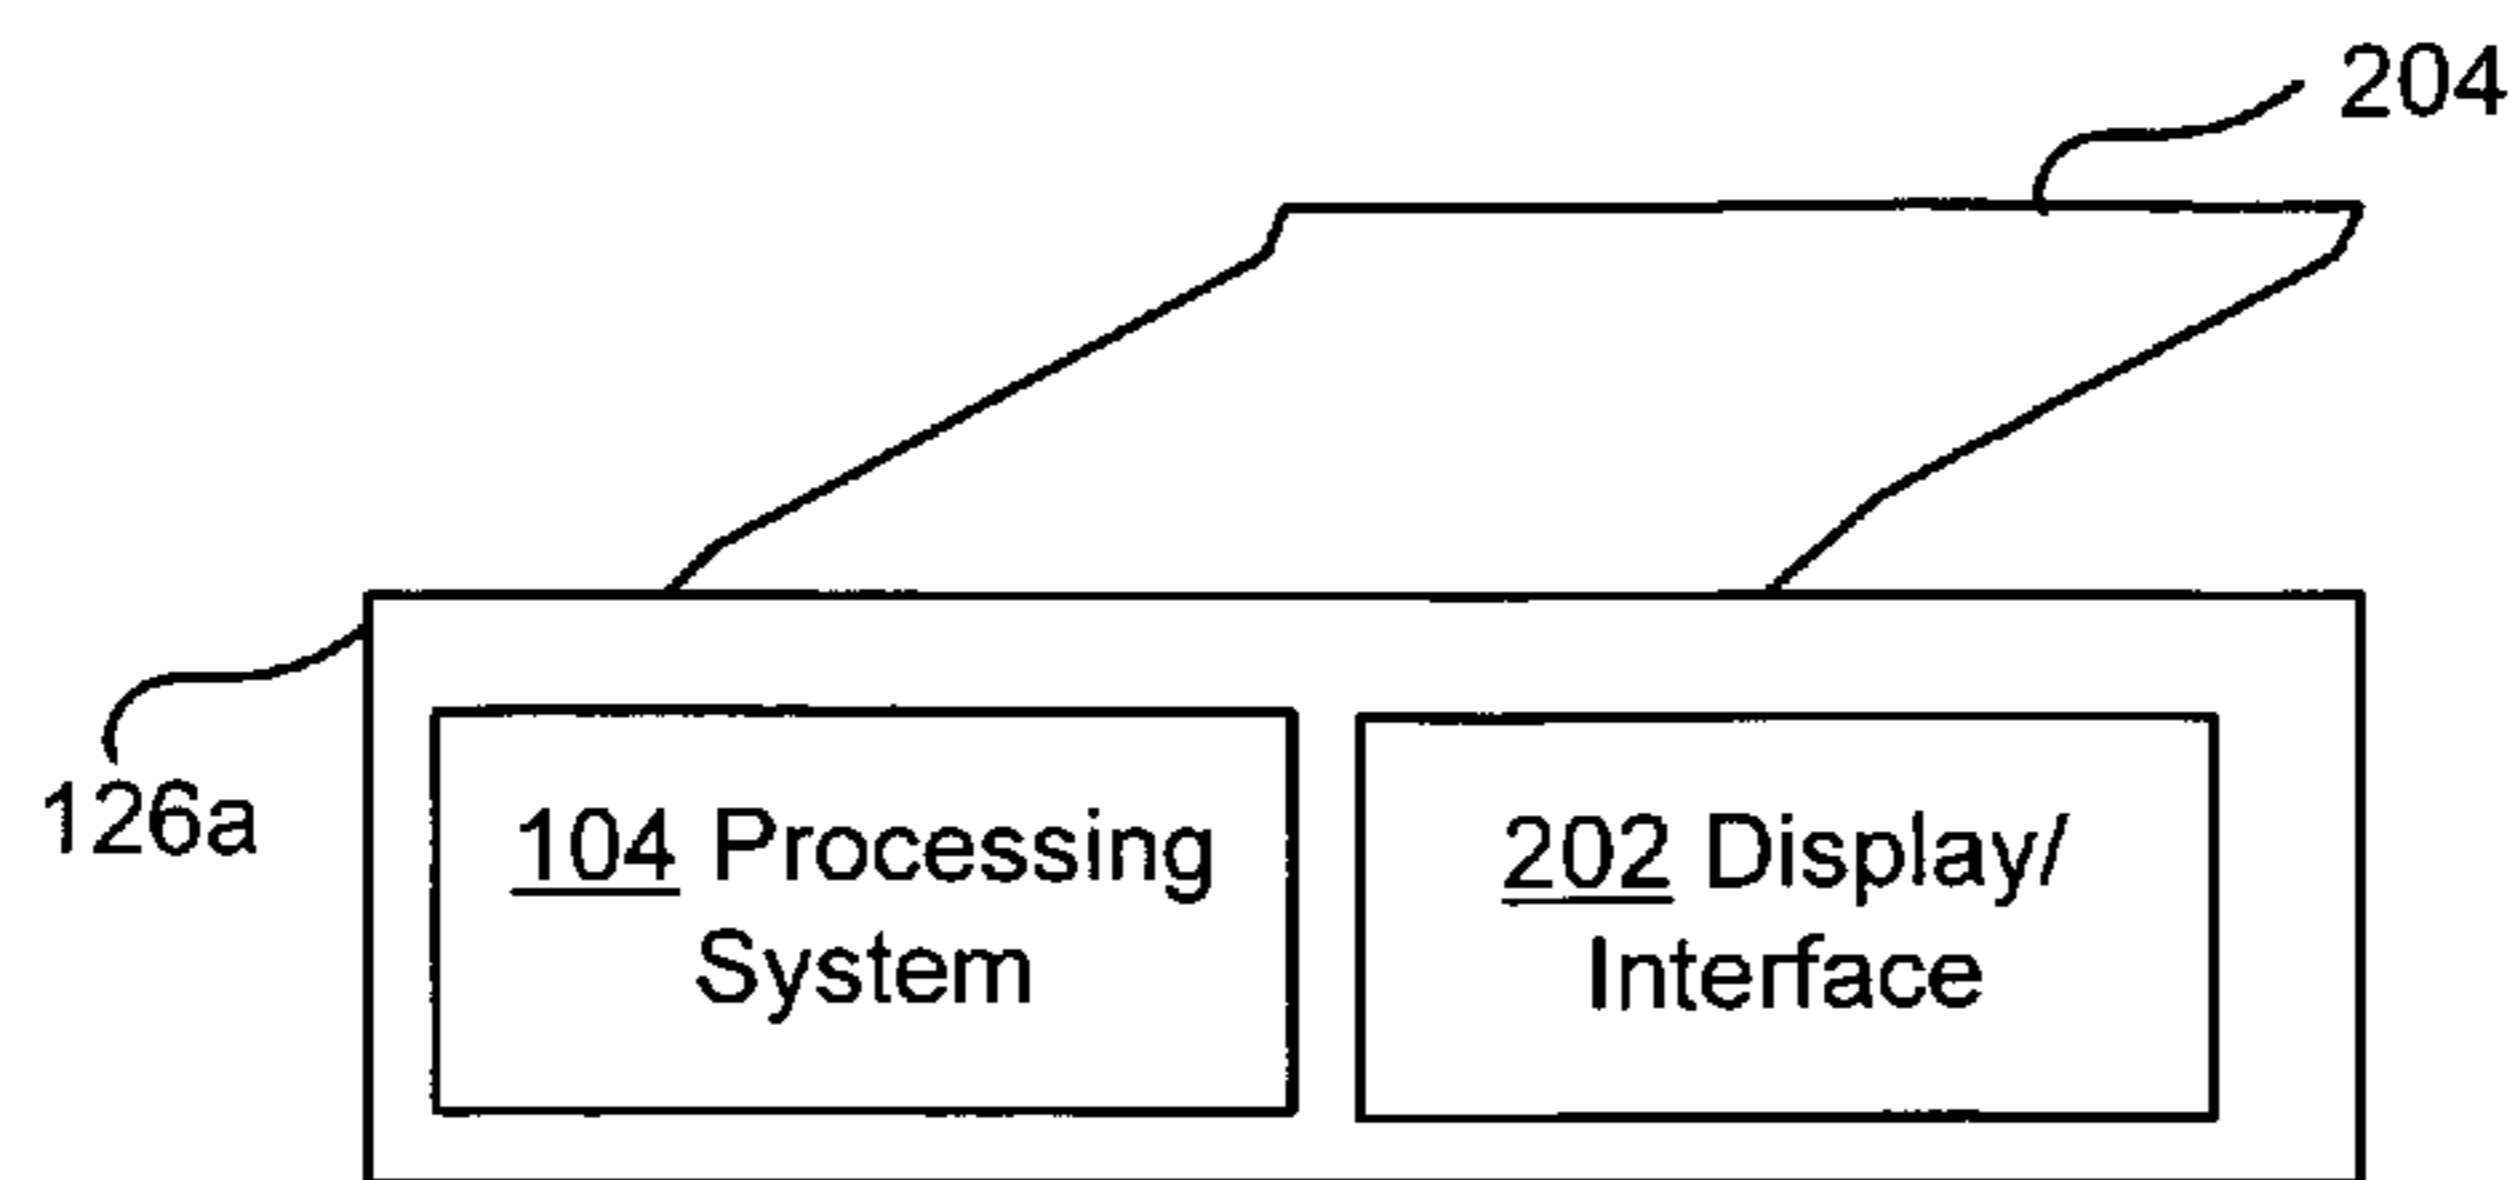 204
126a
104 Processing
System
202 Display/
Interface